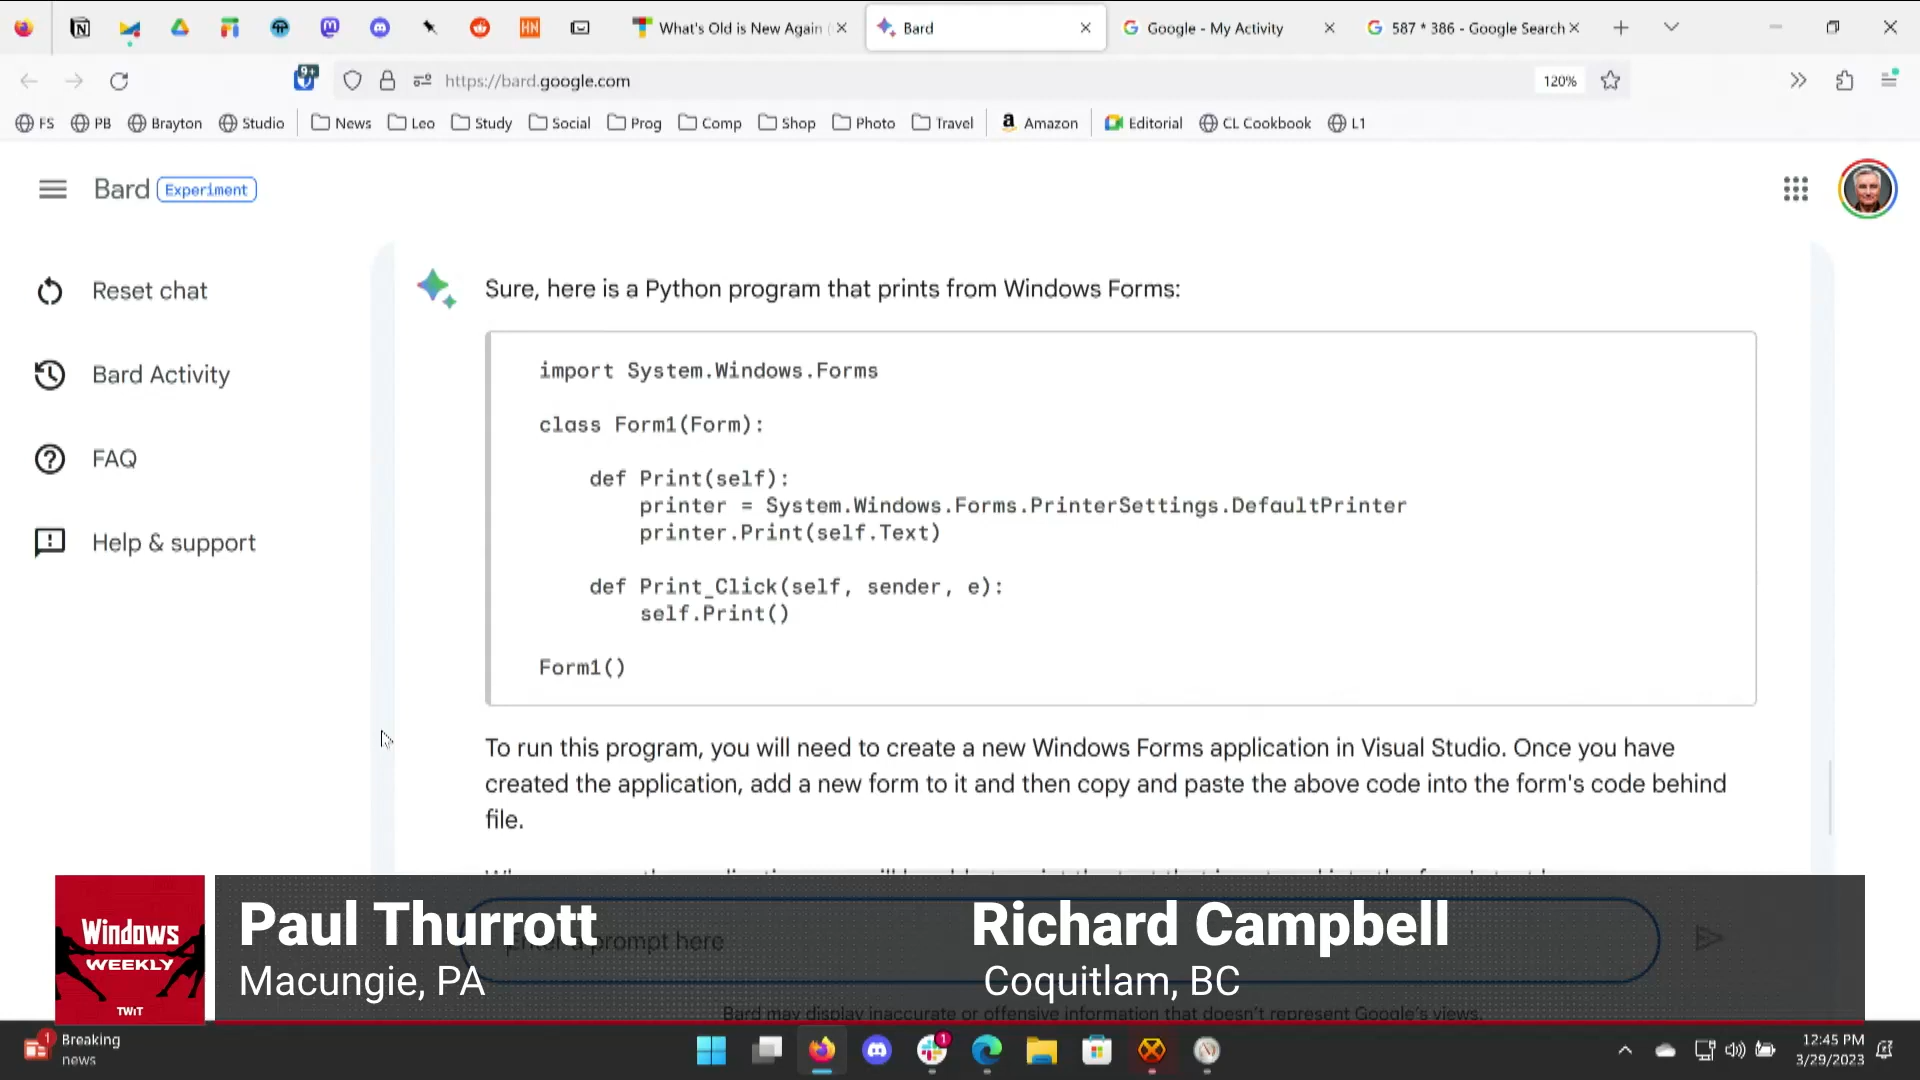 What's Old is New Again (
Bard
Google - My Activity
587 * 386 - Google Search
9+
https://bard.google.com
120%
FS
PB
Brayton
Studio
News
Leo
Study
Social
Prog
Comp
Shop
Photo
Travel
Amazon
Editorial
CL Cookbook
L1
Bard
Experiment
Reset chat
Bard Activity
FAQ
Help & support
Sure, here is a Python program that prints from Windows Forms:
import System.Windows.Forms
class Form1(Form):
def Print(self):
printer = System.Windows.Forms.PrinterSettings.DefaultPrinter
printer.Print(self.Text)
def Print_Click(self, sender, e):
self.Print()
Form1()
To run this program, you will need to create a new Windows Forms application in Visual Studio. Once you have
created the application, add a new form to it and then copy and paste the above code into the form's code behind
file.
Windows
WEEKLY
TWiT
Paul Thurrott
Macungie, PA
Richard Campbell
Coquitlam, BC
Enter a prompt here
Bard may display inaccurate or offensive information that doesn't represent Google's views.
1
Breaking
news
1
12:45 PM
3/29/2023